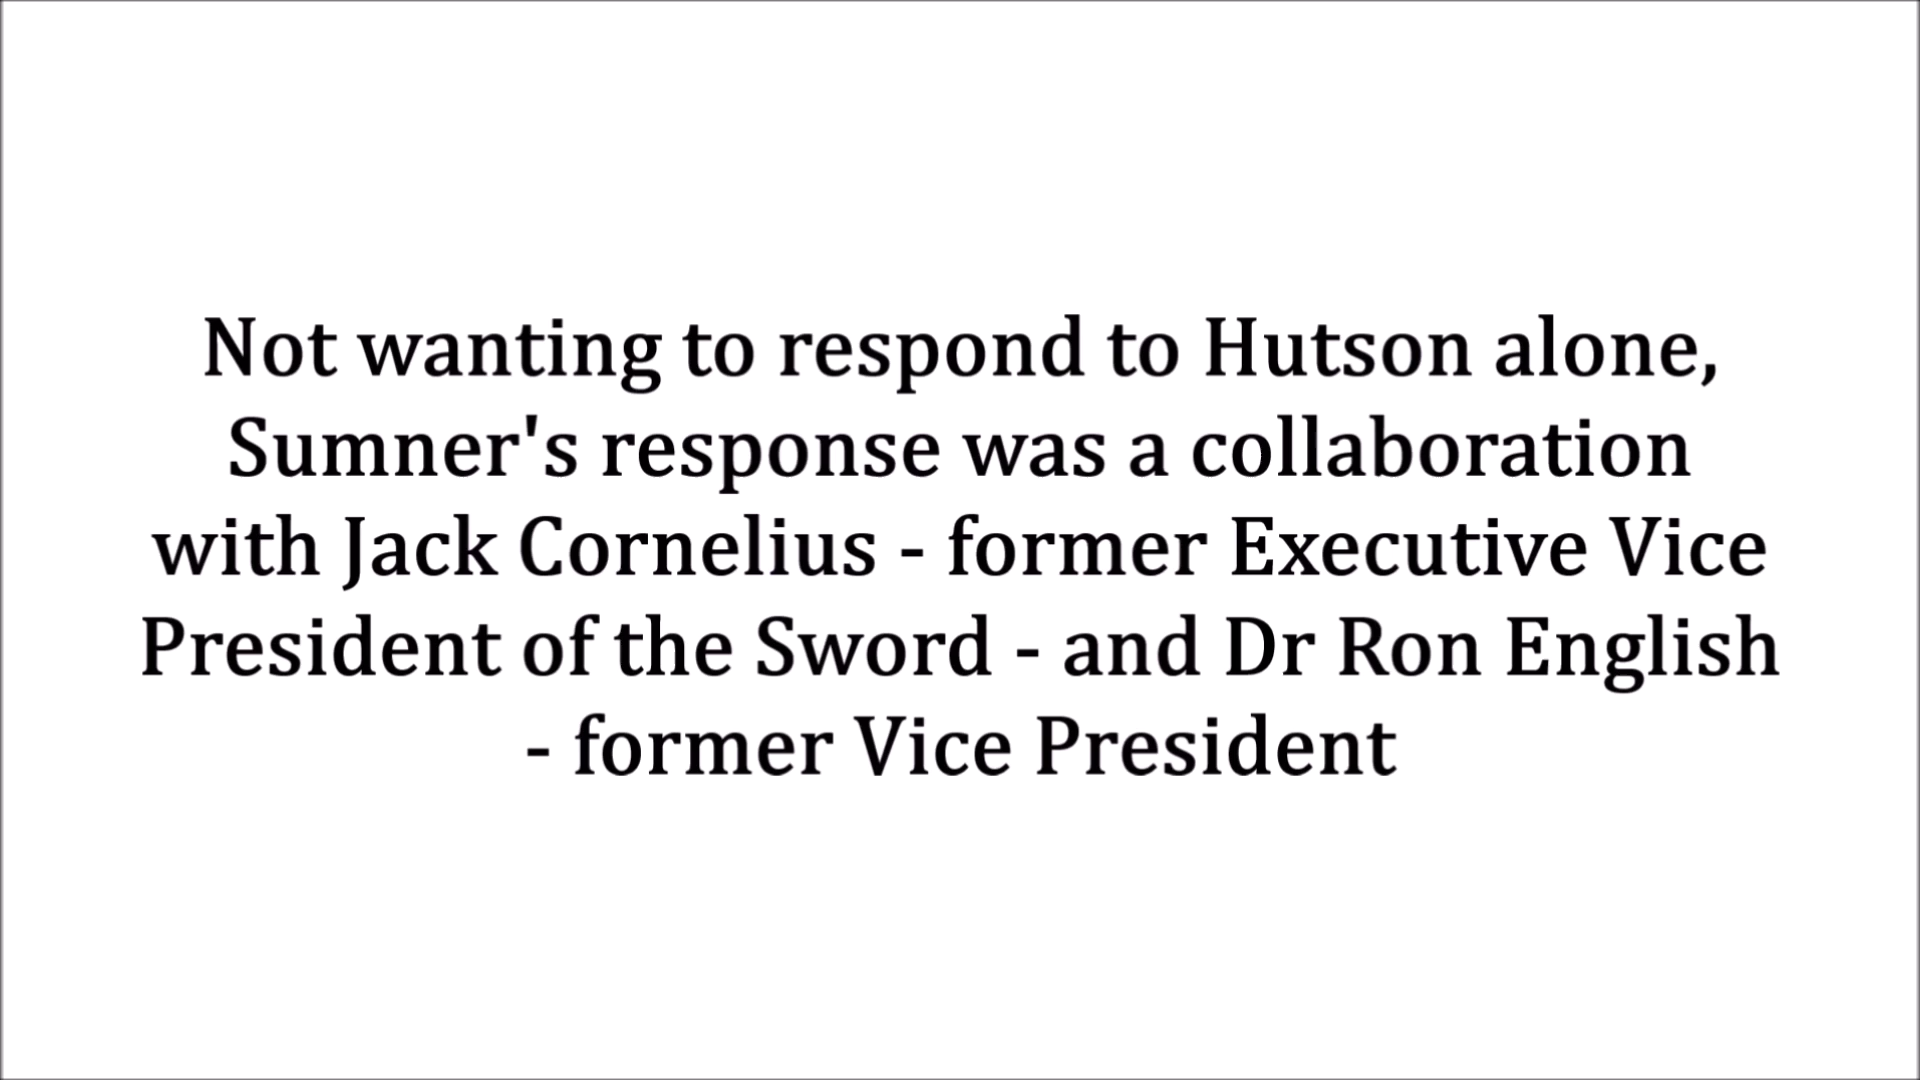 Not wanting to respond to Hutson alone,
Sumner's response was a collaboration
with Jack Cornelius - former Executive Vice
President of the Sword - and Dr Ron English
- former Vice President